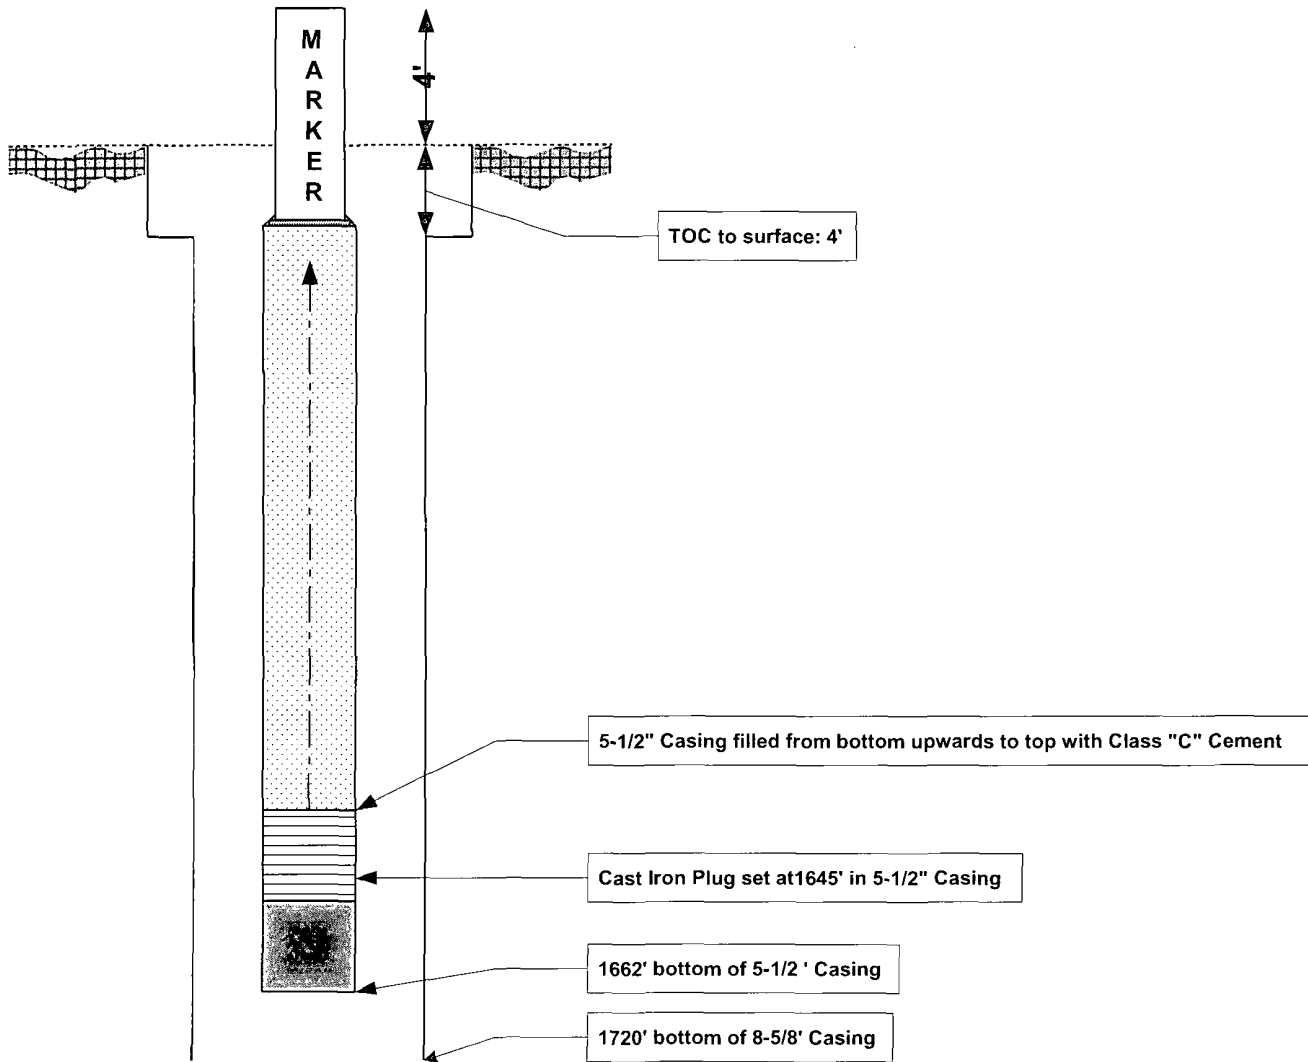 MARKER
4'
TOC to surface: 4'
5-1/2" Casing filled from bottom upwards to top with Class "C" Cement
Cast Iron Plug set at1645' in 5-1/2" Casing
1662' bottom of 5-1/2 ' Casing
1720' bottom of 8-5/8' Casing